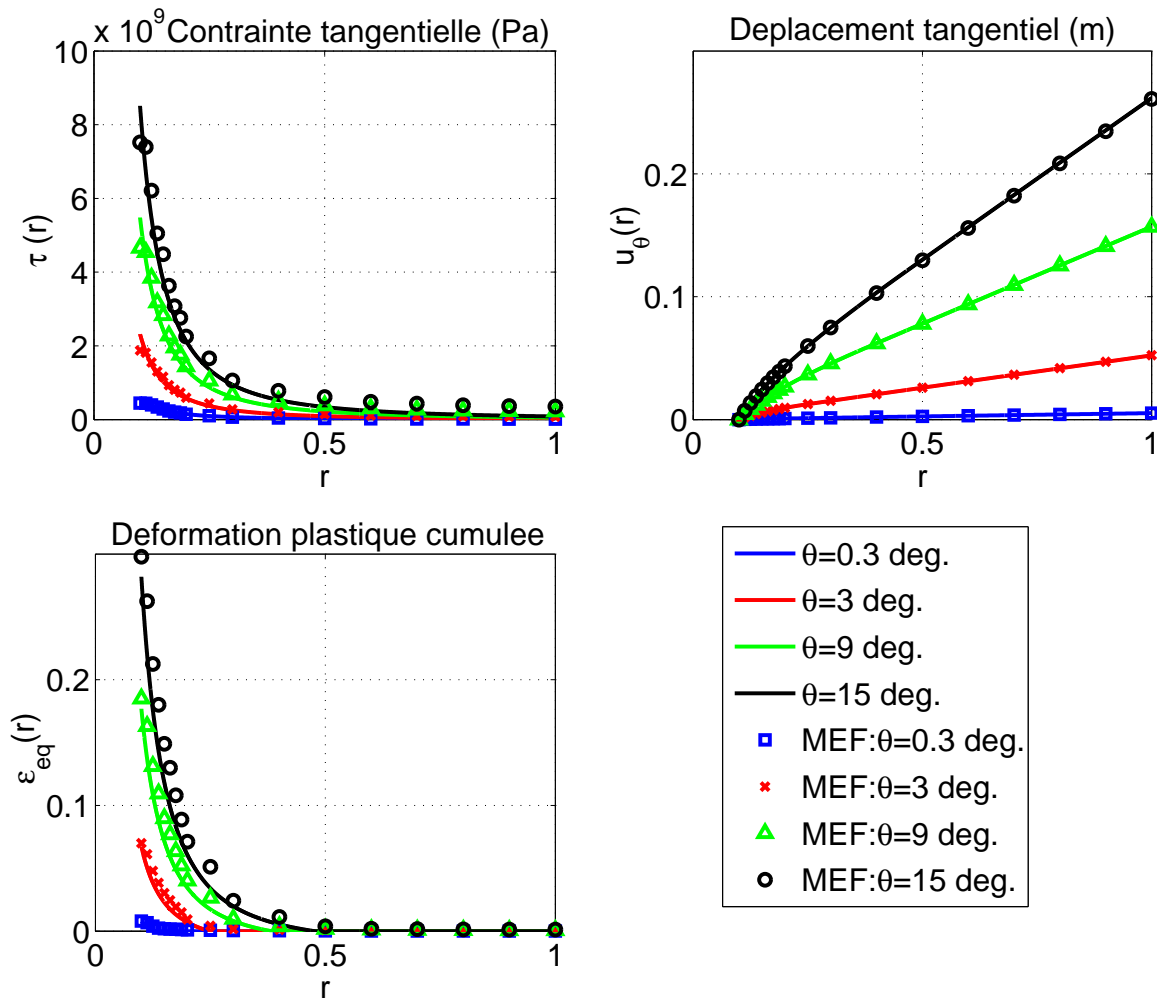 x 10⁹ Contrainte tangentielle (Pa)
10
8
6
4
2
0
0
0.5
1
τ (r)
r
Deplacement tangentiel (m)
0.2
0.1
0
0
0.5
1
u_θ(r)
r
Deformation plastique cumulee
0.2
0.1
0
0
0.5
1
ε_eq(r)
r
θ=0.3 deg.
θ=3 deg.
θ=9 deg.
θ=15 deg.
MEF:θ=0.3 deg.
MEF:θ=3 deg.
MEF:θ=9 deg.
MEF:θ=15 deg.